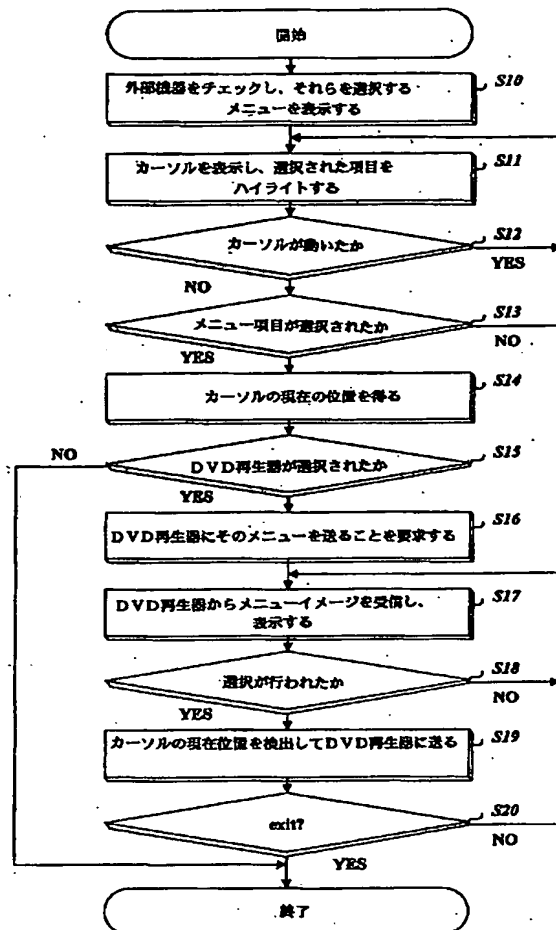 開始
外部機器をチェックし、それらを選択する
メニューを表示する
S10
カーソルを表示し、選択された項目を
ハイライトする
S11
カーソルが動いたか
S12
YES
NO
メニュー項目が選択されたか
S13
NO
YES
カーソルの現在の位置を得る
S14
NO
DVD再生器が選択されたか
S15
YES
DVD再生器にそのメニューを送ることを要求する
S16
DVD再生器からメニューイメージを受信し、
表示する
S17
選択が行われたか
S18
NO
YES
カーソルの現在位置を検出してDVD再生器に送る
S19
exit?
S20
NO
YES
終了